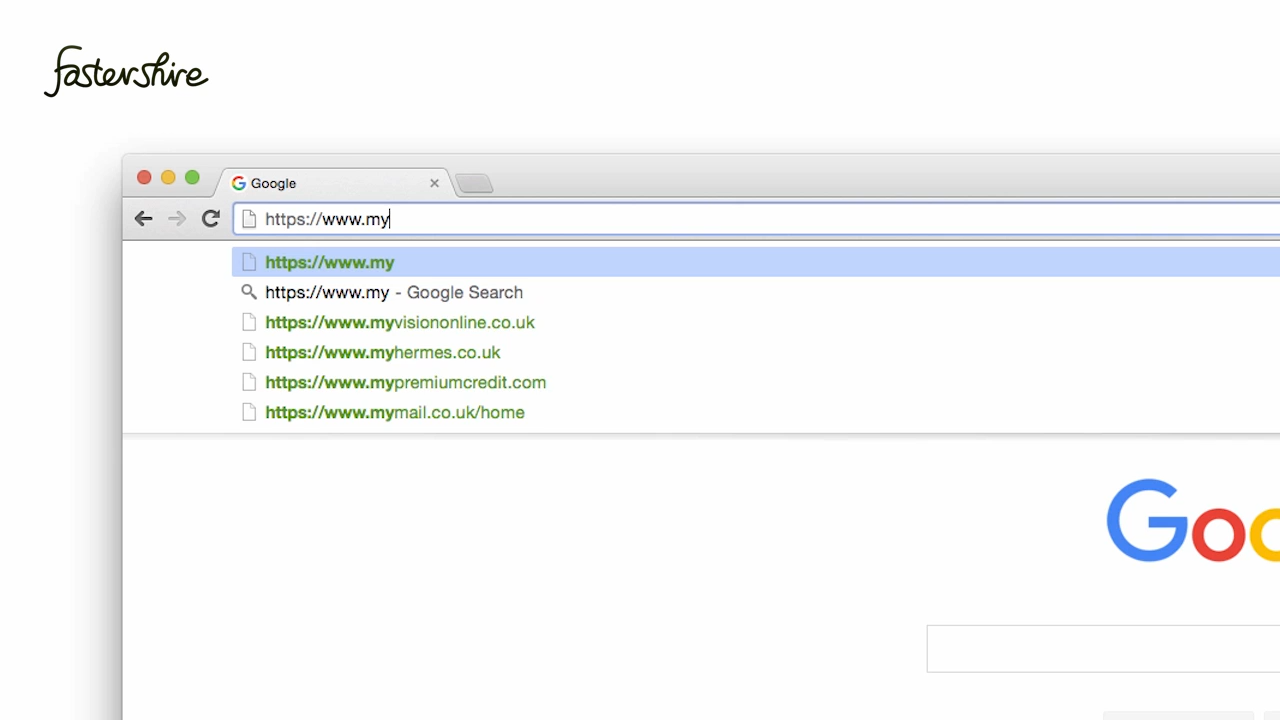 fastershire
Google
https://www.my
https://www.my
https://www.my - Google Search
https://www.myvisiononline.co.uk
https://www.myhermes.co.uk
https://www.mypremiumcredit.com
https://www.mymail.co.uk/home
Goo